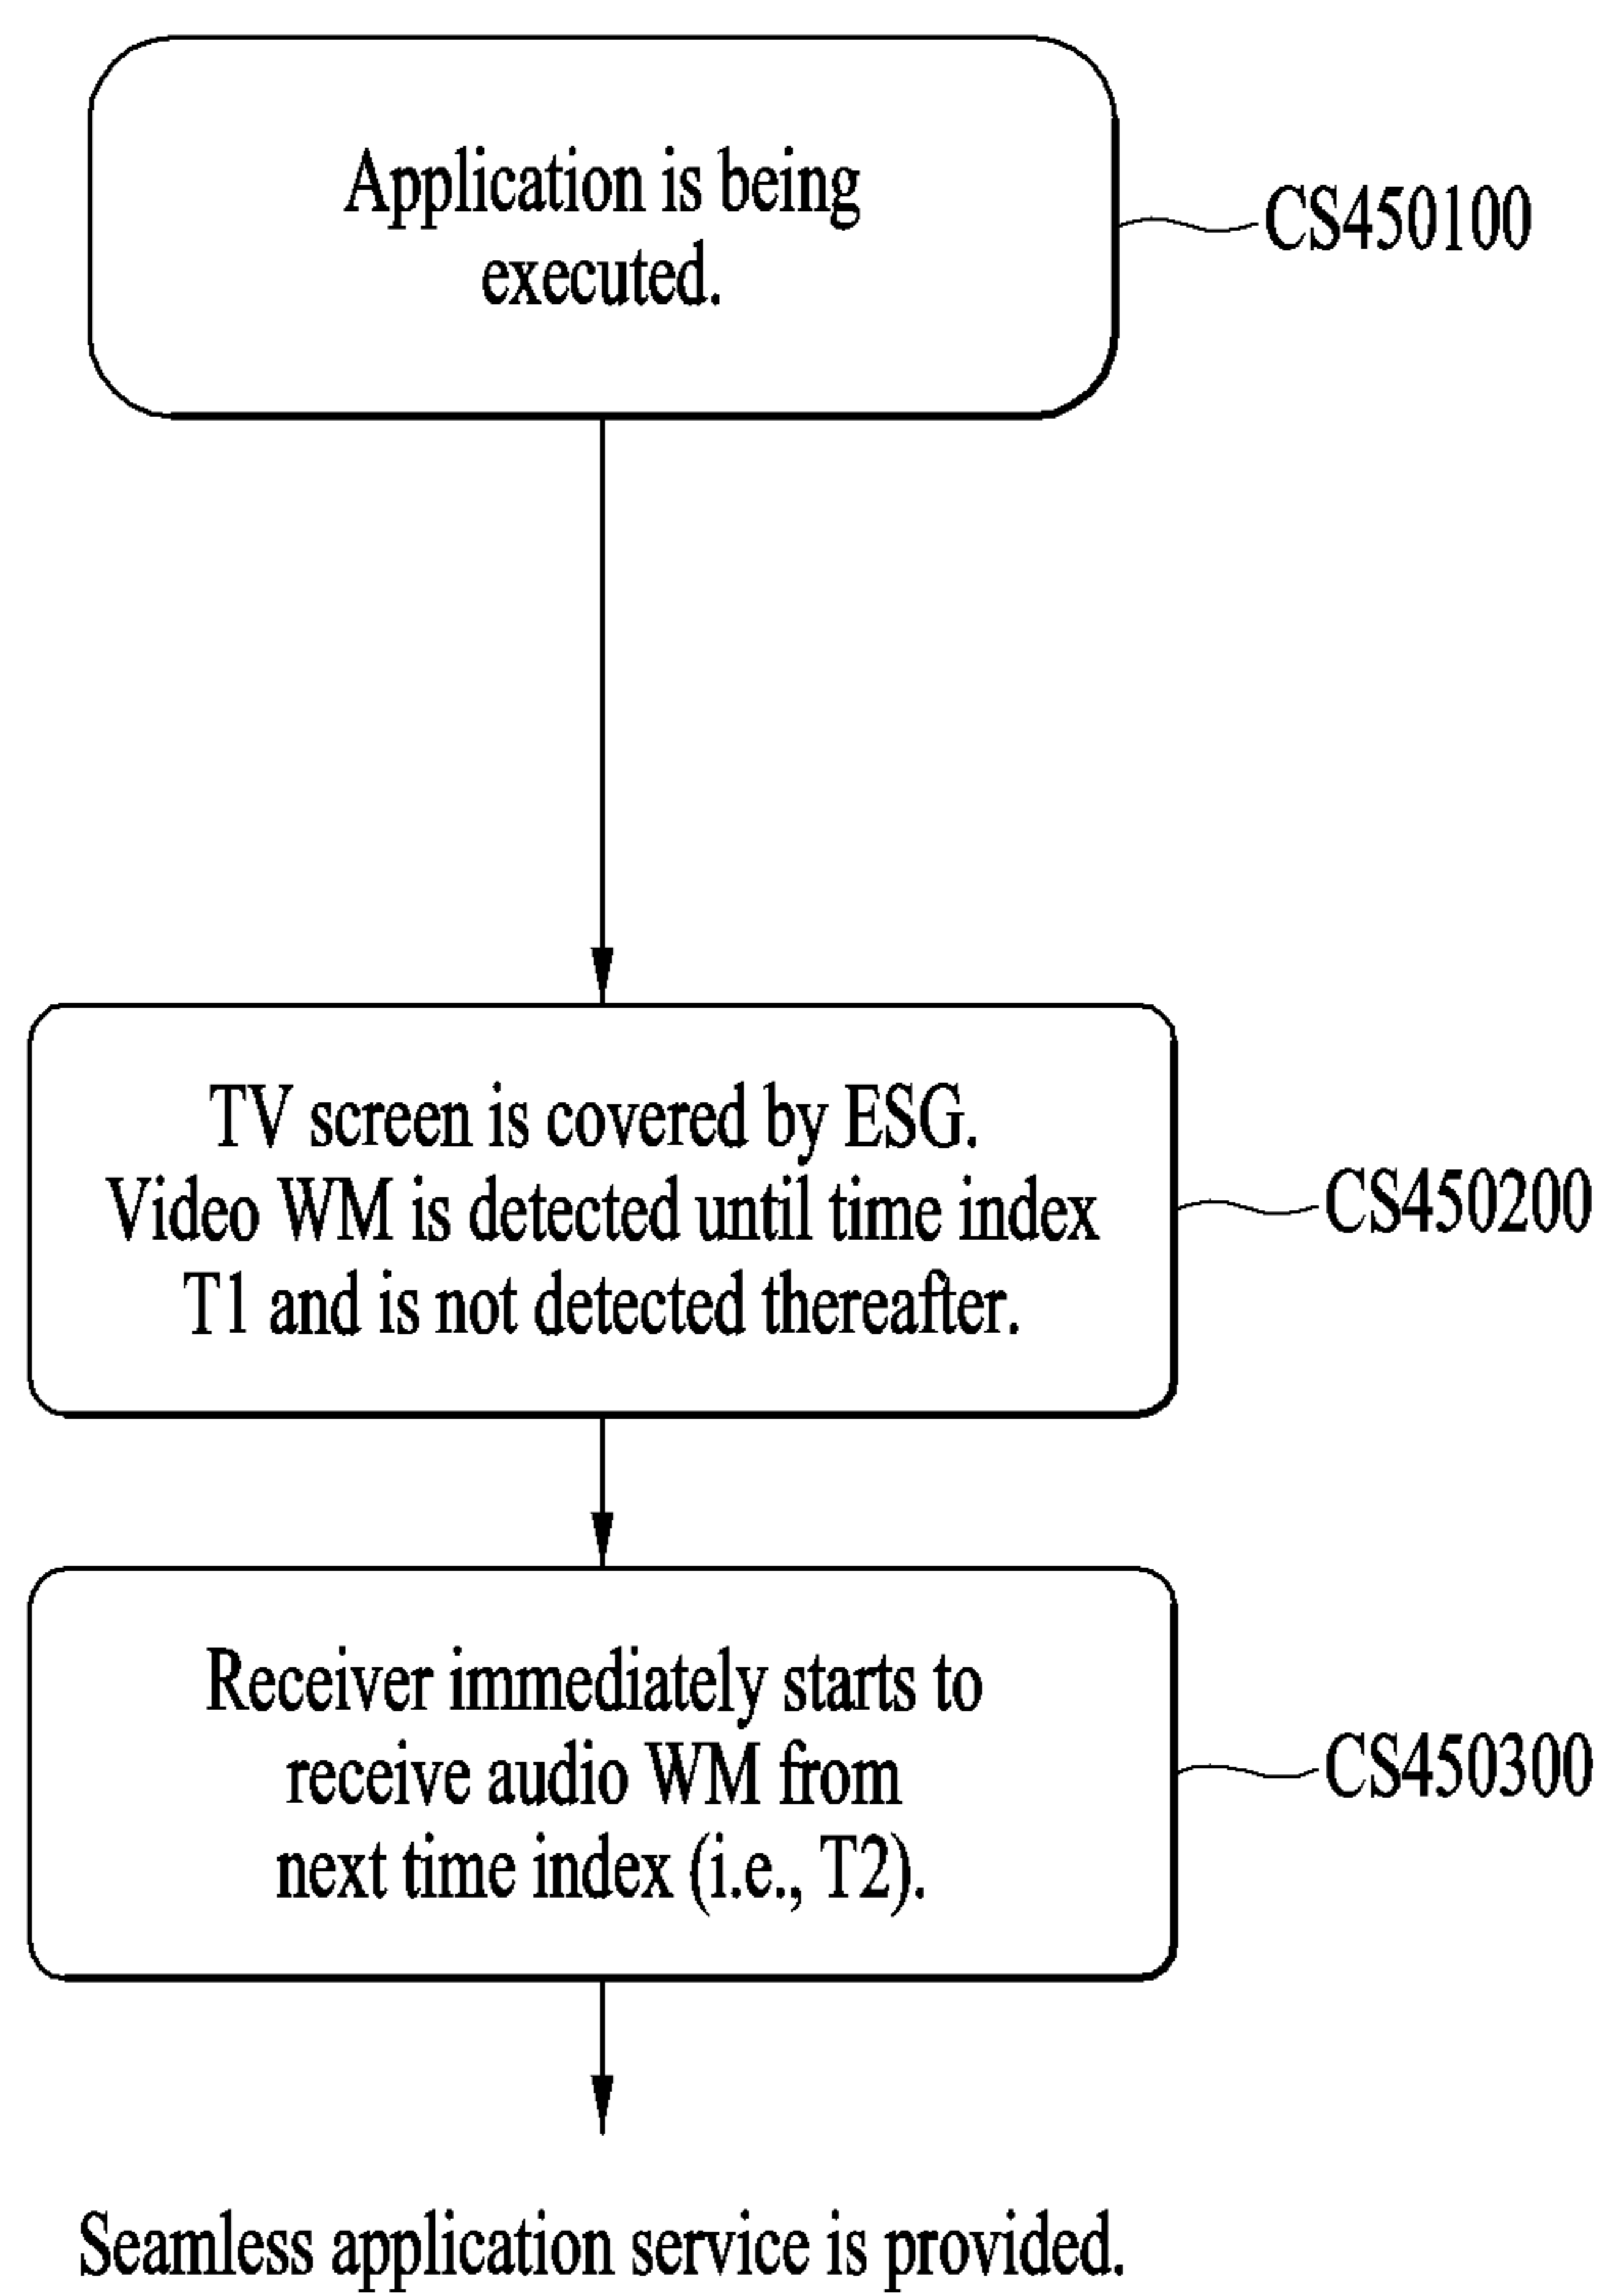 Application is being
executed.
CS450100
TV screen is covered by ESG.
Video WM is detected until time index
T1 and is not detected thereafter.
CS450200
Receiver immediately starts to
receive audio WM from
next time index (i.e., T2).
CS450300
Seamless application service is provided.